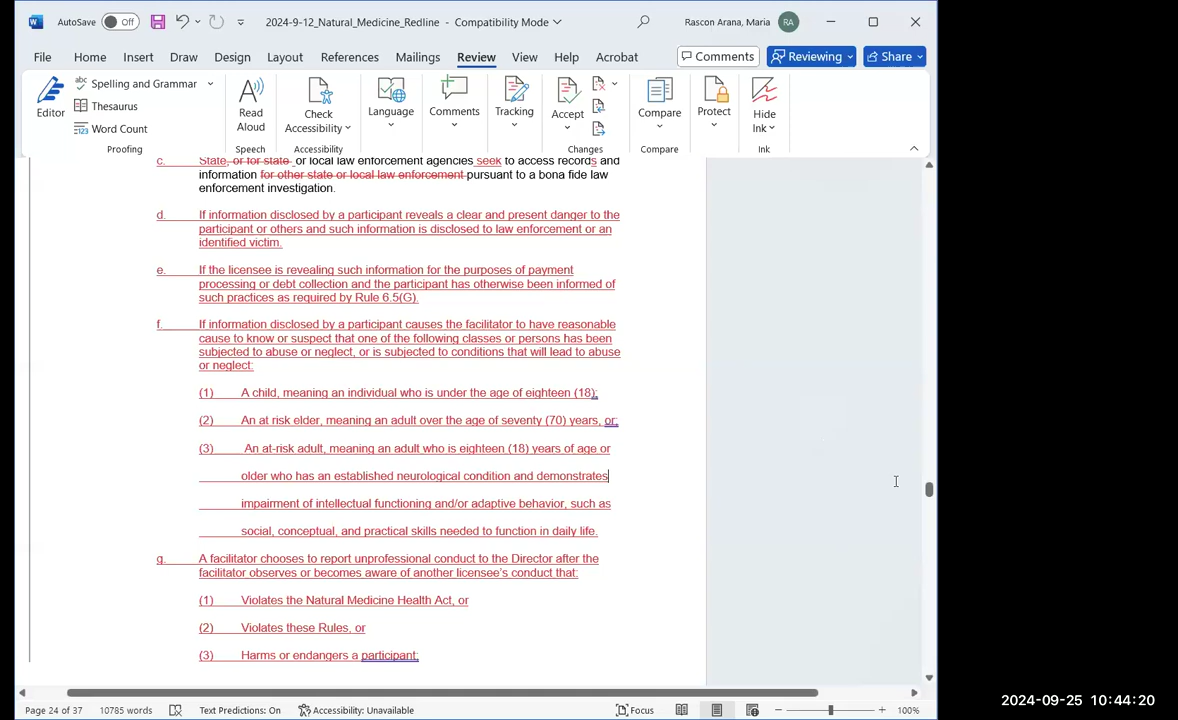 AutoSave Off 2024-9-12_Natural_Medicine_Redline - Compatibility Mode Rascon Arana, Maria RA
File Home Insert Draw Design Layout References Mailings Review View Help Acrobat Comments Reviewing Share
Editor
abc Spelling and Grammar
Thesaurus
123 Word Count
Proofing
Read Aloud
Speech
Check Accessibility
Accessibility
Language
Comments
Tracking
Accept
Changes
Compare
Compare
Protect
Hide Ink
Ink
c. State, or for state or local law enforcement agencies seek to access records and
information for other state or local law enforcement pursuant to a bona fide law
enforcement investigation.
d. If information disclosed by a participant reveals a clear and present danger to the
participant or others and such information is disclosed to law enforcement or an
identified victim.
e. If the licensee is revealing such information for the purposes of payment
processing or debt collection and the participant has otherwise been informed of
such practices as required by Rule 6.5(G).
f. If information disclosed by a participant causes the facilitator to have reasonable
cause to know or suspect that one of the following classes or persons has been
subjected to abuse or neglect, or is subjected to conditions that will lead to abuse
or neglect:
(1) A child, meaning an individual who is under the age of eighteen (18);
(2) An at risk elder, meaning an adult over the age of seventy (70) years, or;
(3) An at-risk adult, meaning an adult who is eighteen (18) years of age or
older who has an established neurological condition and demonstrates
impairment of intellectual functioning and/or adaptive behavior, such as
social, conceptual, and practical skills needed to function in daily life.
g. A facilitator chooses to report unprofessional conduct to the Director after the
facilitator observes or becomes aware of another licensee's conduct that:
(1) Violates the Natural Medicine Health Act, or
(2) Violates these Rules, or
(3) Harms or endangers a participant;
Page 24 of 37 10785 words Text Predictions: On Accessibility: Unavailable Focus 100%
2024-09-25 10:44:20